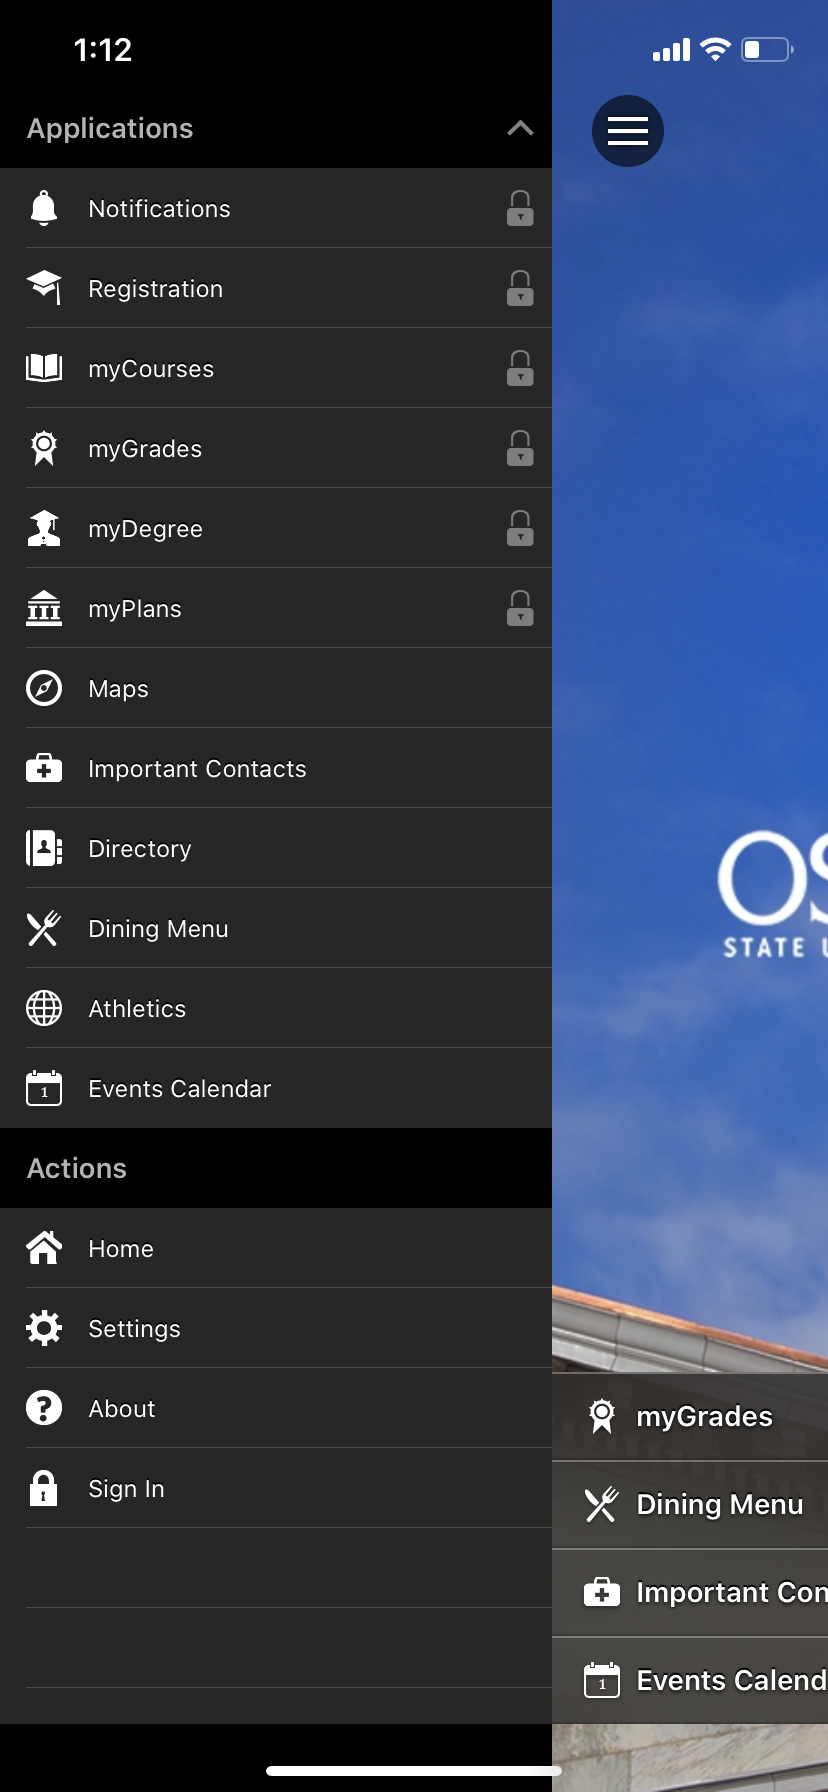 1:12
Applications
Notifications
Registration
myCourses
myGrades
myDegree
myPlans
Maps
Important Contacts
Directory
Dining Menu
Athletics
1
Events Calendar
Actions
Home
Settings
About
Sign In
OS
STATE U
myGrades
Dining Menu
Important Con
1
Events Calend